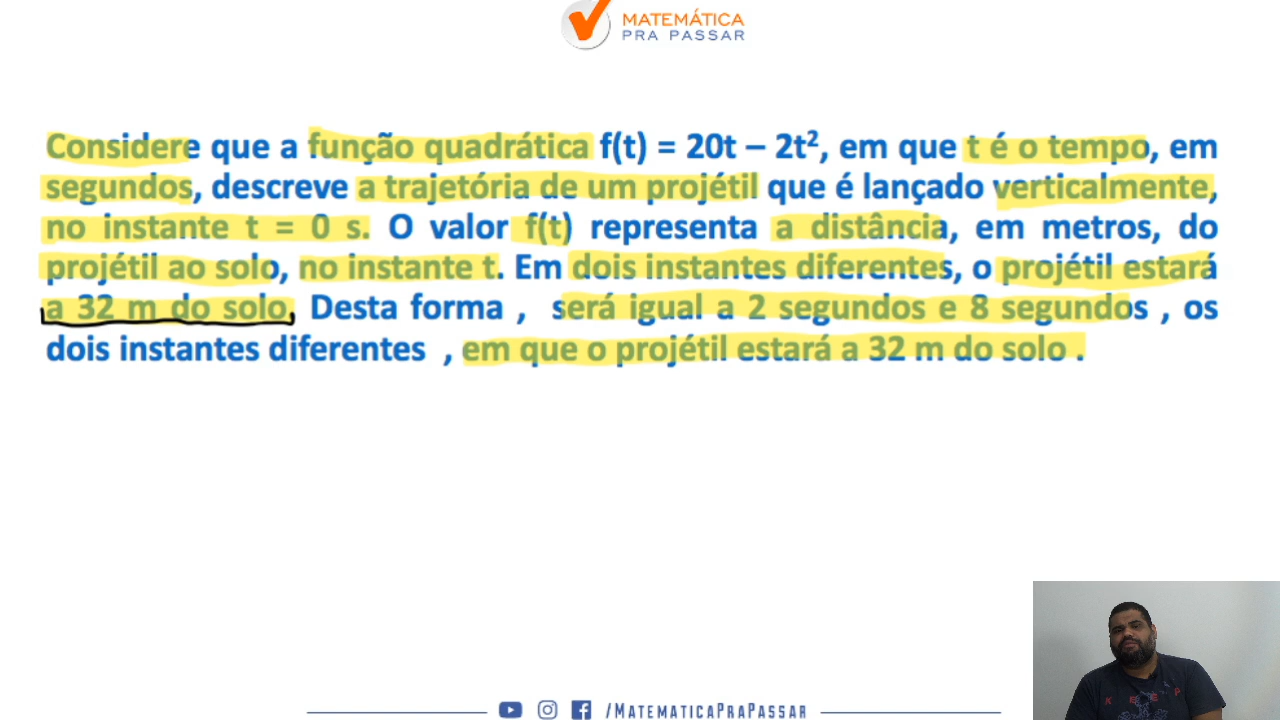 MATEMÁTICA
PRA PASSAR
Considere que a função quadrática f(t) = 20t – 2t², em que t é o tempo, em
segundos, descreve a trajetória de um projétil que é lançado verticalmente,
no instante t = 0 s. O valor f(t) representa a distância, em metros, do
projétil ao solo, no instante t. Em dois instantes diferentes, o projétil estará
a 32 m do solo. Desta forma , será igual a 2 segundos e 8 segundos , os
dois instantes diferentes , em que o projétil estará a 32 m do solo .
K E E P
/MATEMATICAPRAPASSAR